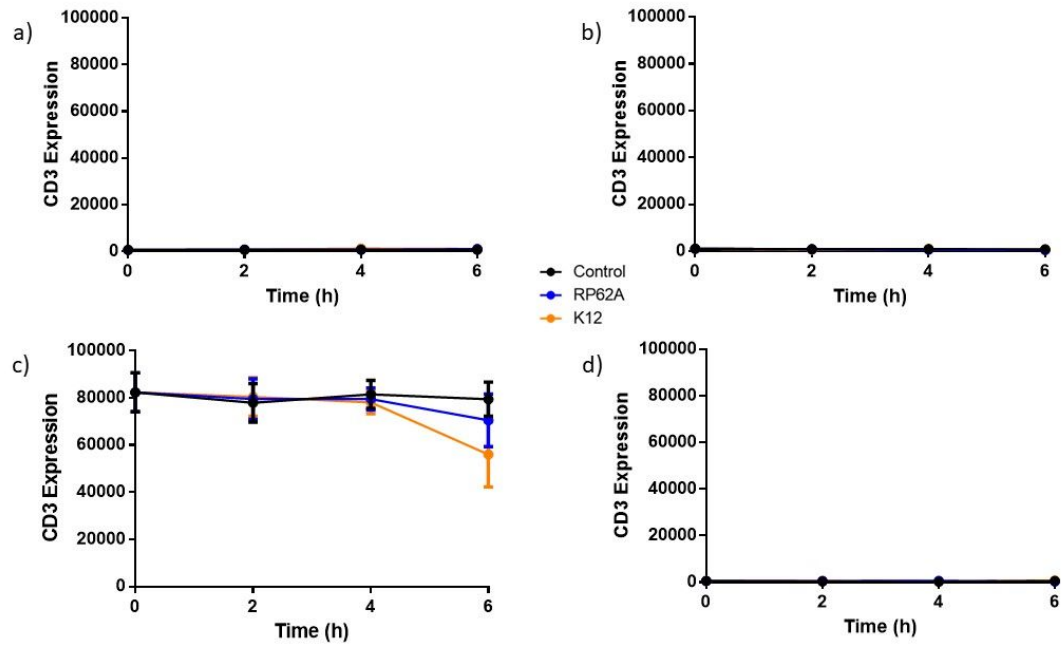 a)
100000
80000
60000
40000
20000
0
CD3 Expression
0 2 4 6
Time (h)
b)
100000
80000
60000
40000
20000
0
CD3 Expression
0 2 4 6
Time (h)
Control
RP62A
K12
c)
100000
80000
60000
40000
20000
0
CD3 Expression
0 2 4 6
Time (h)
d)
100000
80000
60000
40000
20000
0
CD3 Expression
0 2 4 6
Time (h)